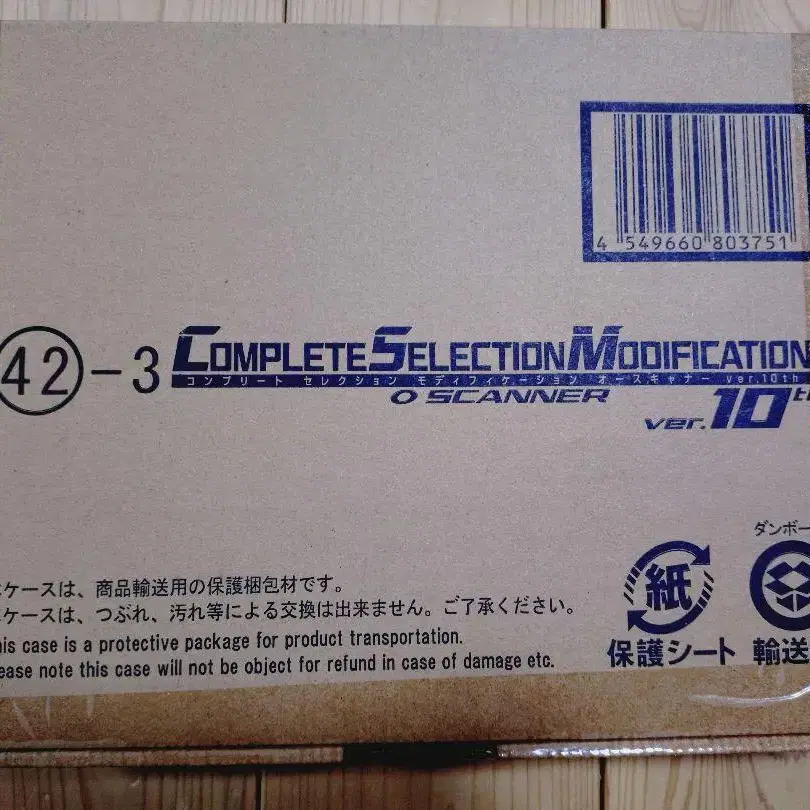 4 549660 803751
42-3 COMPLETE SELECTION MODIFICATION
コンプリート セレクション モディフィケーション オースキャナー ver.10th
O SCANNER
ver.10th
ダンボー
ケースは、商品輸送用の保護梱包材です。
ケースは、つぶれ、汚れ等による交換は出来ません。ご了承ください。
his case is a protective package for product transportation.
ease note this case will not be object for refund in case of damage etc.
紙
保護シート
輸送